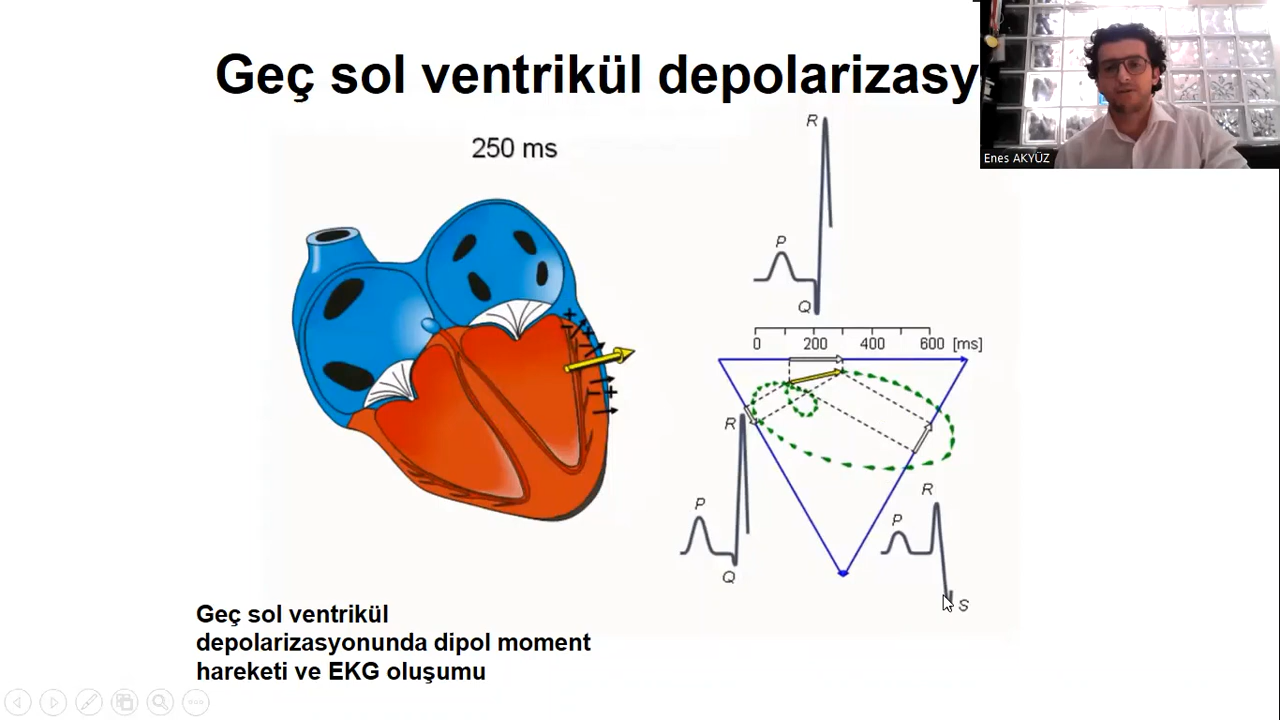 Geç sol ventrikül depolarizasy
Enes AKYÜZ
250 ms
R
P
Q
0 200 400 600 [ms]
R
P
Q
R
P
S
Geç sol ventrikül
depolarizasyonunda dipol moment
hareketi ve EKG oluşumu